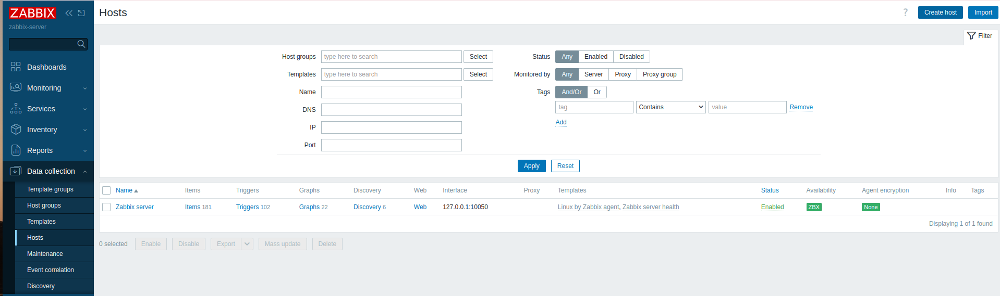 ZABBIX
zabbix-server
Dashboards
Monitoring
Services
Inventory
Reports
Data collection
Template groups
Host groups
Templates
Hosts
Maintenance
Event correlation
Discovery
Hosts ? Create host Import
Filter
Host groups type here to search Select
Templates type here to search Select
Name
DNS
IP
Port
Status Any Enabled Disabled
Monitored by Any Server Proxy Proxy group
Tags And/Or Or
tag Contains value Remove
Add
Apply Reset
Name Items Triggers Graphs Discovery Web Interface Proxy Templates Status Availability Agent encryption Info Tags
Zabbix server Items 181 Triggers 102 Graphs 22 Discovery 6 Web 127.0.0.1:10050 Linux by Zabbix agent, Zabbix server health Enabled ZBX None
Displaying 1 of 1 found
0 selected Enable Disable Export Mass update Delete